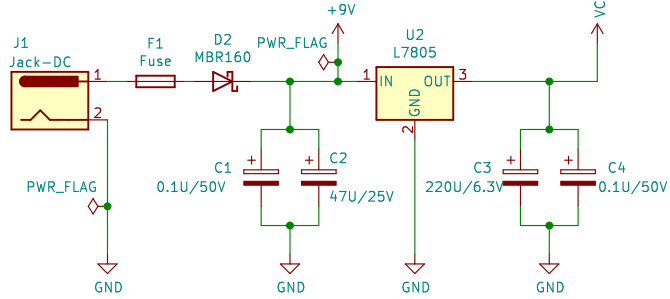 +9V
VC
J1
Jack-DC
F1
Fuse
D2
MBR160
PWR_FLAG
U2
L7805
1
2
1
IN
OUT
3
GND
2
PWR_FLAG
C1
0.1U/50V
C2
47U/25V
C3
220U/6.3V
C4
0.1U/50V
GND
GND
GND
GND